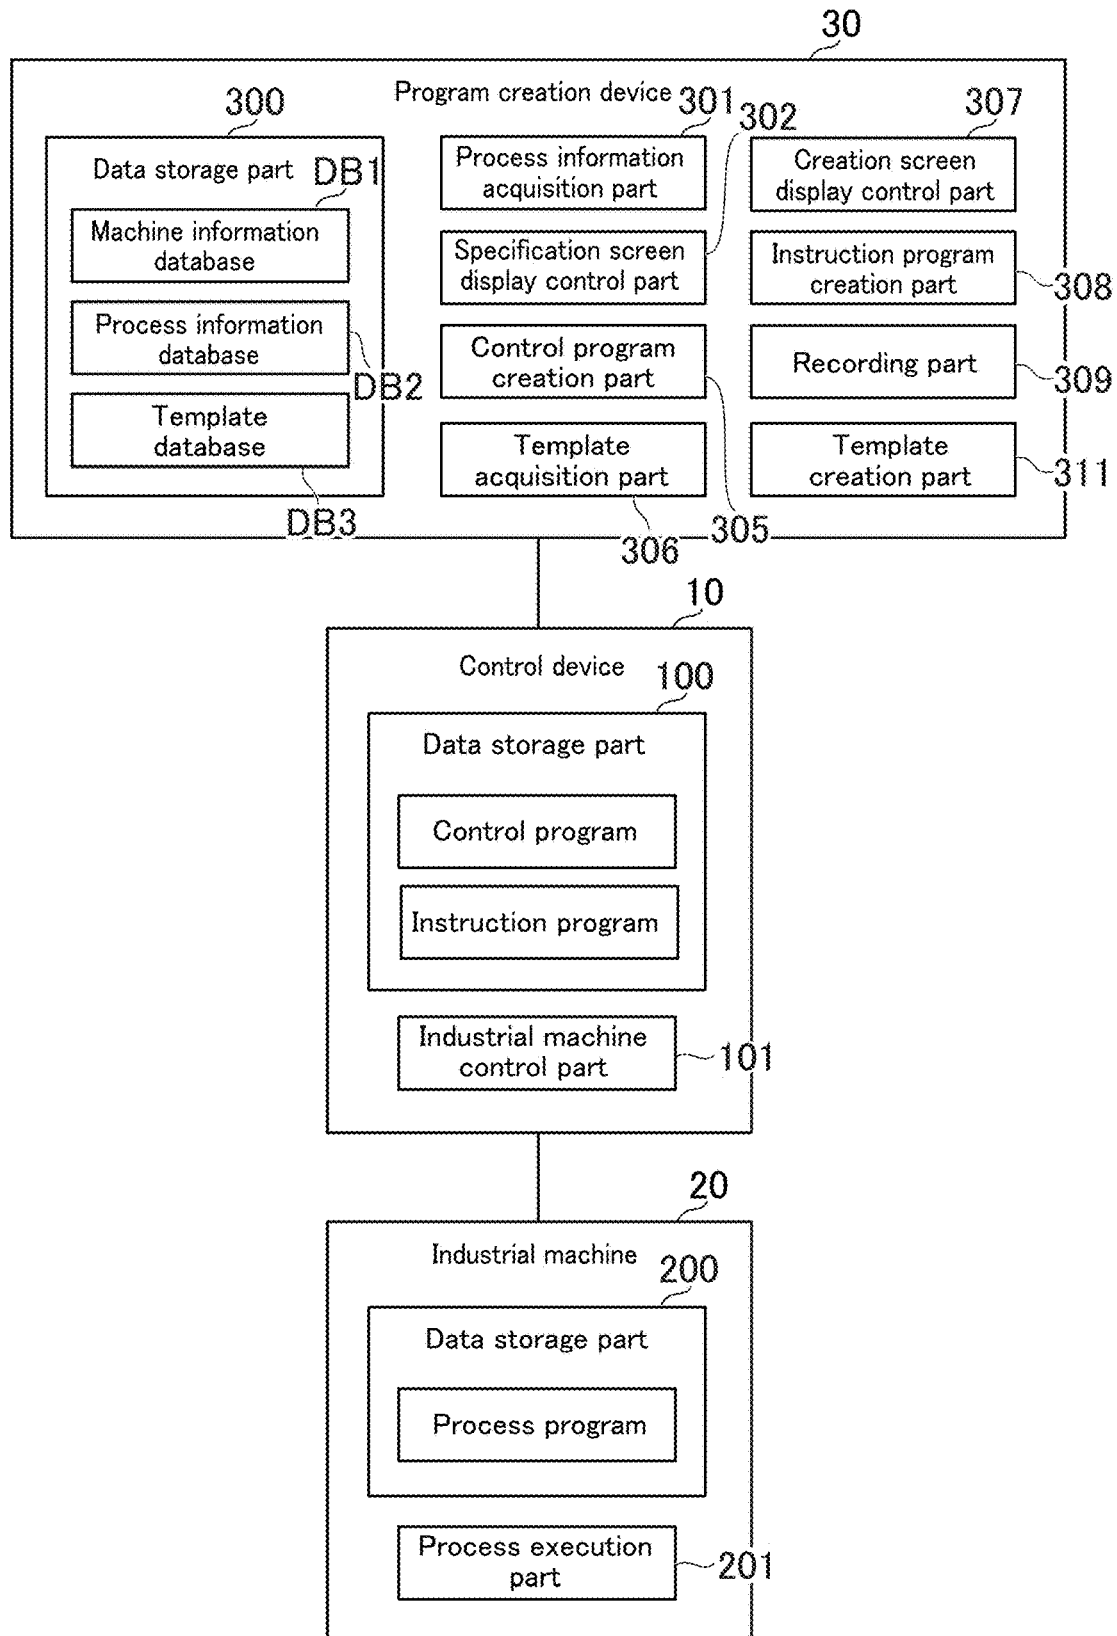 30
Program creation device
300
Data storage part
DB1
Machine information
database
Process information
database
DB2
Template
database
DB3
301
Process information
acquisition part
302
Specification screen
display control part
Control program
creation part
305
Template
acquisition part
306
307
Creation screen
display control part
Instruction program
creation part
308
Recording part
309
Template
creation part
311
10
Control device
100
Data storage part
Control program
Instruction program
Industrial machine
control part
101
20
Industrial machine
200
Data storage part
Process program
Process execution
part
201